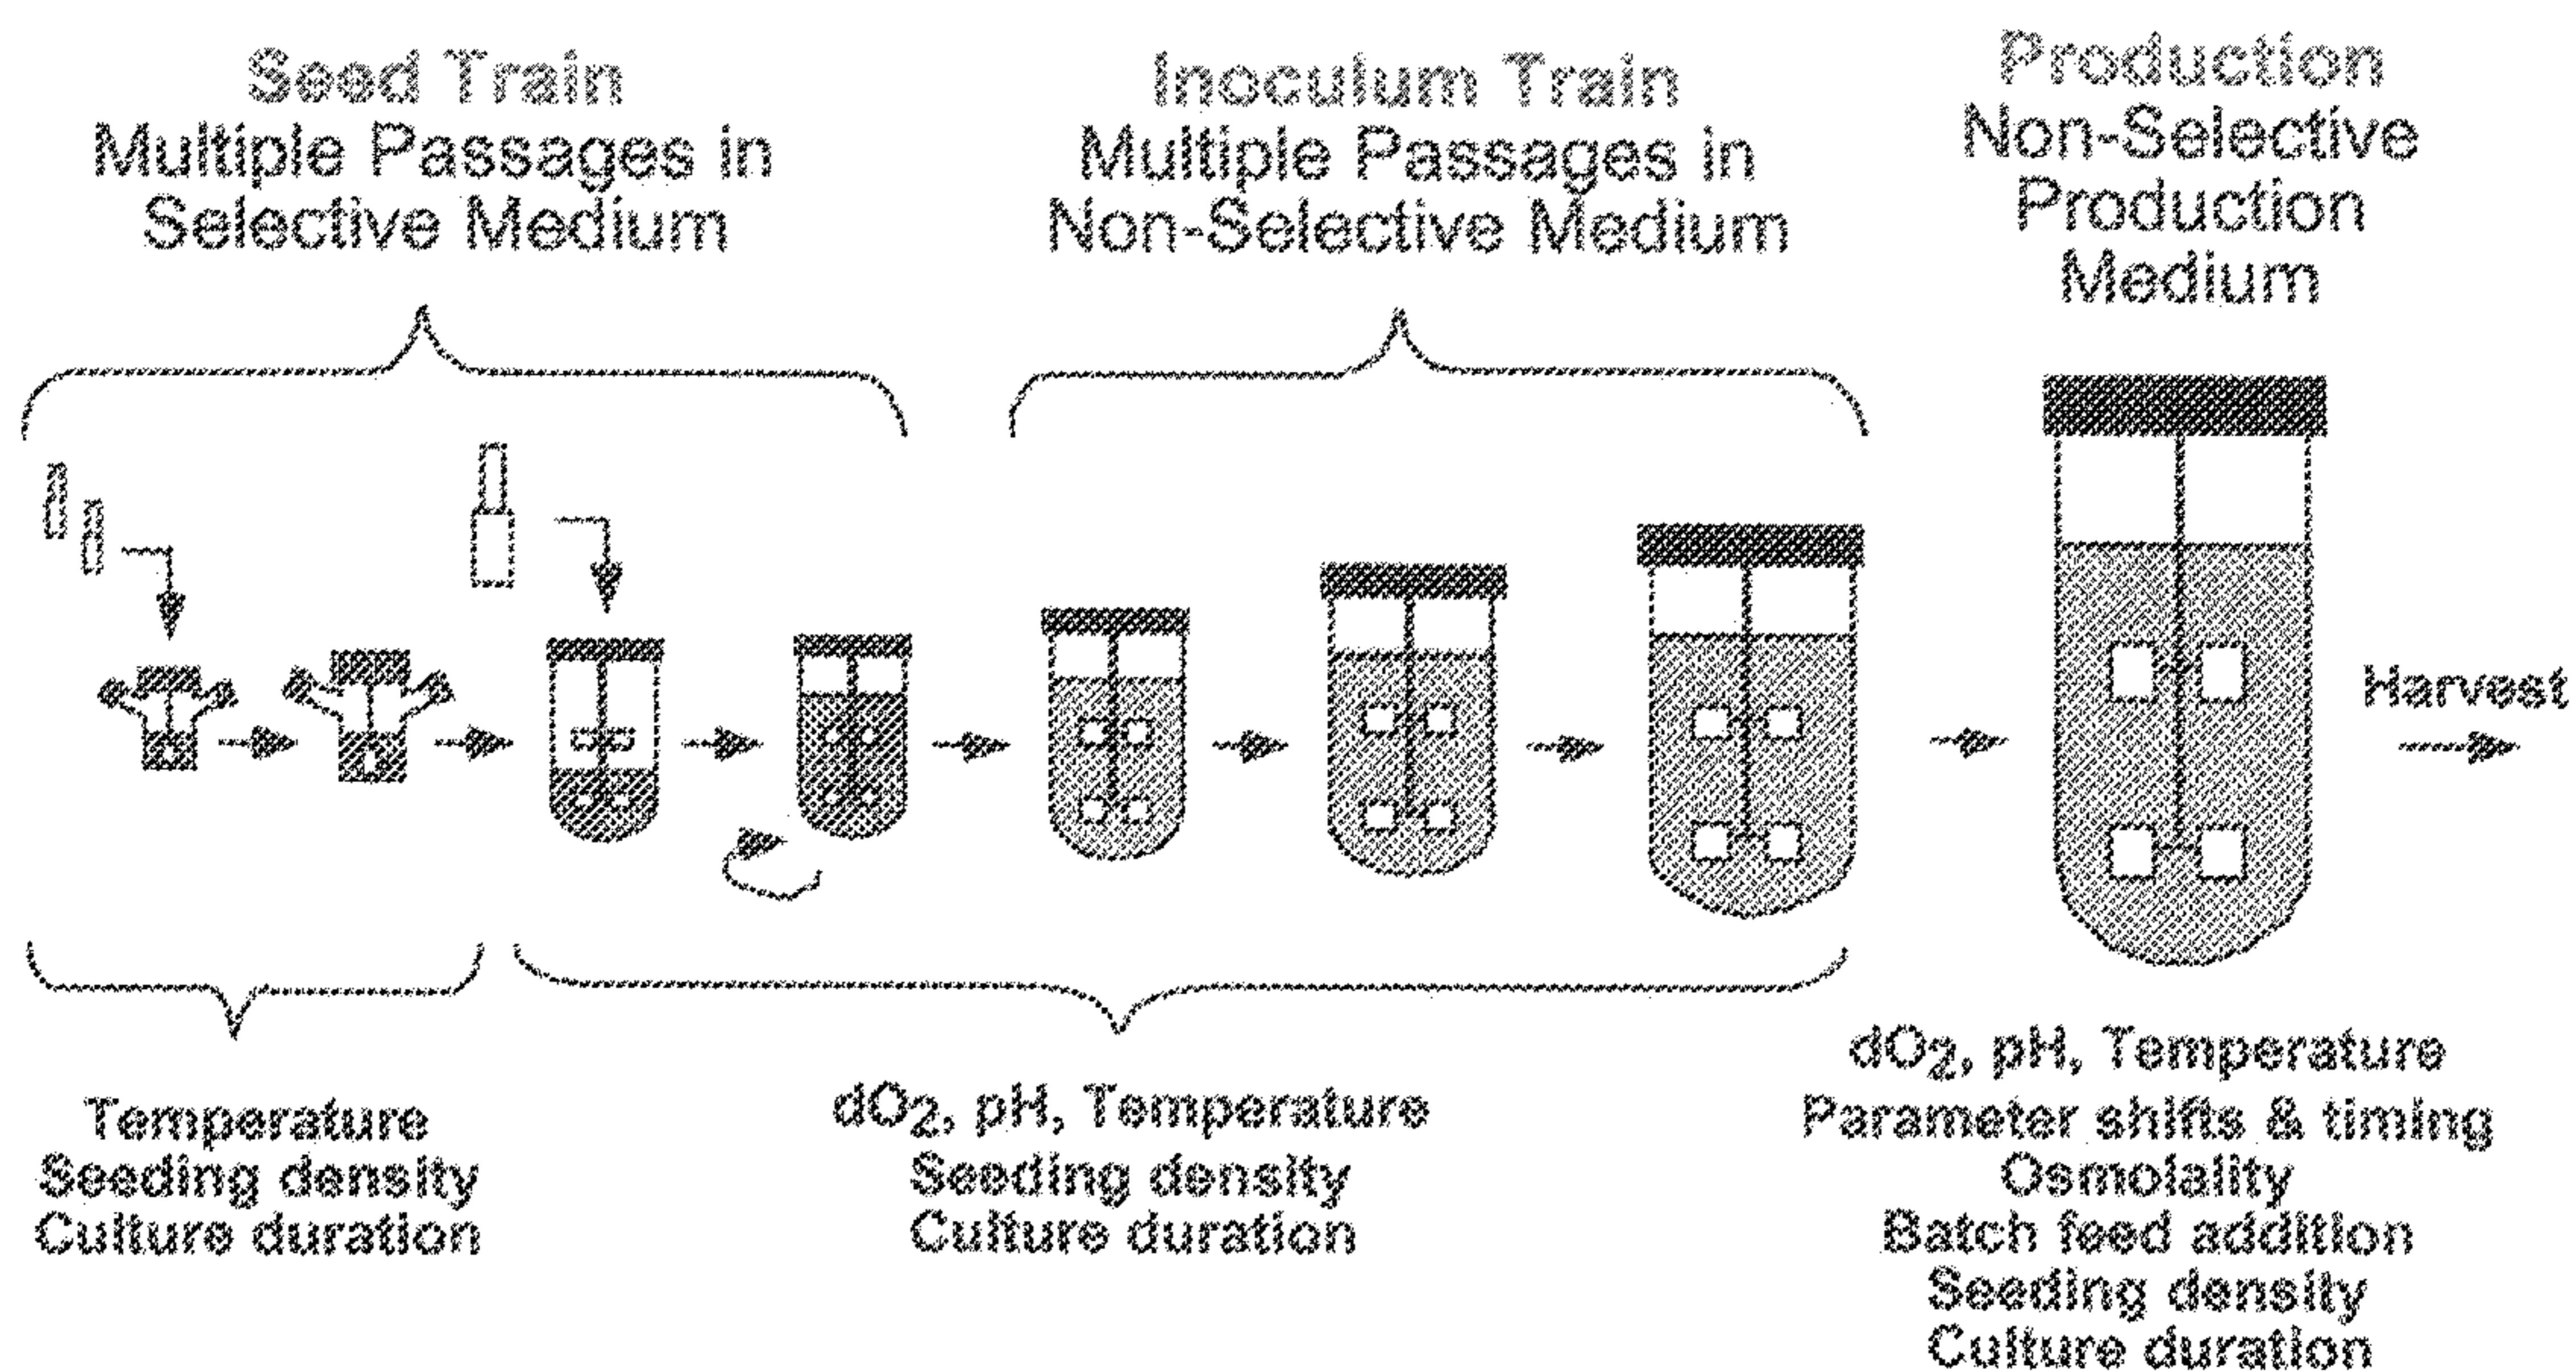 Seed Train
Multiple Passages in
Selective Medium
Inoculum Train
Multiple Passages in
Non-Selective Medium
Production
Non-Selective
Production
Medium
Harvest
Temperature
Seeding density
Culture duration
dO2, pH, Temperature
Seeding density
Culture duration
dO2, pH, Temperature
Parameter shifts & timing
Osmolality
Batch feed addition
Seeding density
Culture duration